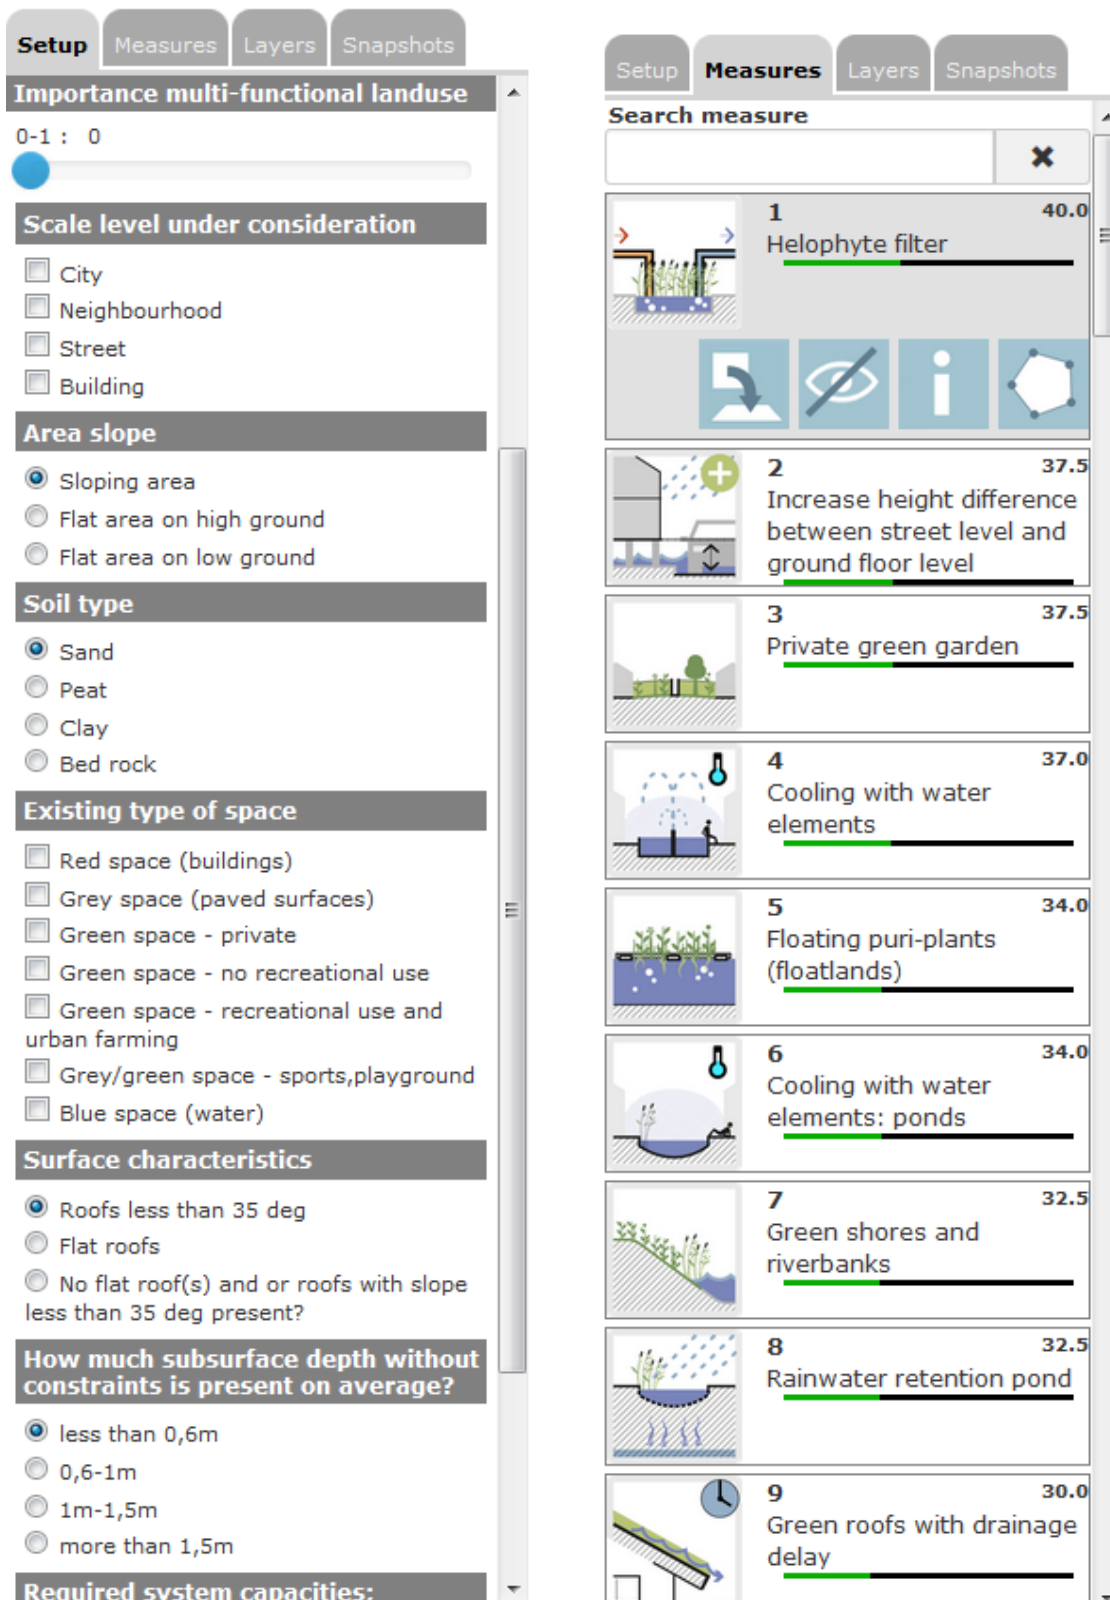 Setup Measures Layers Snapshots
Importance multi-functional landuse
0-1 : 0
Scale level under consideration
City
Neighbourhood
Street
Building
Area slope
Sloping area
Flat area on high ground
Flat area on low ground
Soil type
Sand
Peat
Clay
Bed rock
Existing type of space
Red space (buildings)
Grey space (paved surfaces)
Green space - private
Green space - no recreational use
Green space - recreational use and
urban farming
Grey/green space - sports,playground
Blue space (water)
Surface characteristics
Roofs less than 35 deg
Flat roofs
No flat roof(s) and or roofs with slope
less than 35 deg present?
How much subsurface depth without
constraints is present on average?
less than 0,6m
0,6-1m
1m-1,5m
more than 1,5m
Required system capacities;
Setup Measures Layers Snapshots
Search measure
1 40.0
Helophyte filter
2 37.5
Increase height difference
between street level and
ground floor level
3 37.5
Private green garden
4 37.0
Cooling with water
elements
5 34.0
Floating puri-plants
(floatlands)
6 34.0
Cooling with water
elements: ponds
7 32.5
Green shores and
riverbanks
8 32.5
Rainwater retention pond
9 30.0
Green roofs with drainage
delay